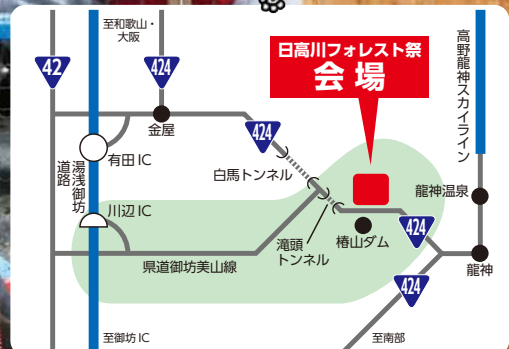 至和歌山・
大阪
42
424
日高川フォレスト祭
会場
高野龍神スカイライン
金屋
424
有田IC
湯浅御坊
道路
白馬トンネル
川辺IC
龍神温泉
滝頭
トンネル
椿山ダム
424
県道御坊美山線
龍神
424
至御坊IC
至南部